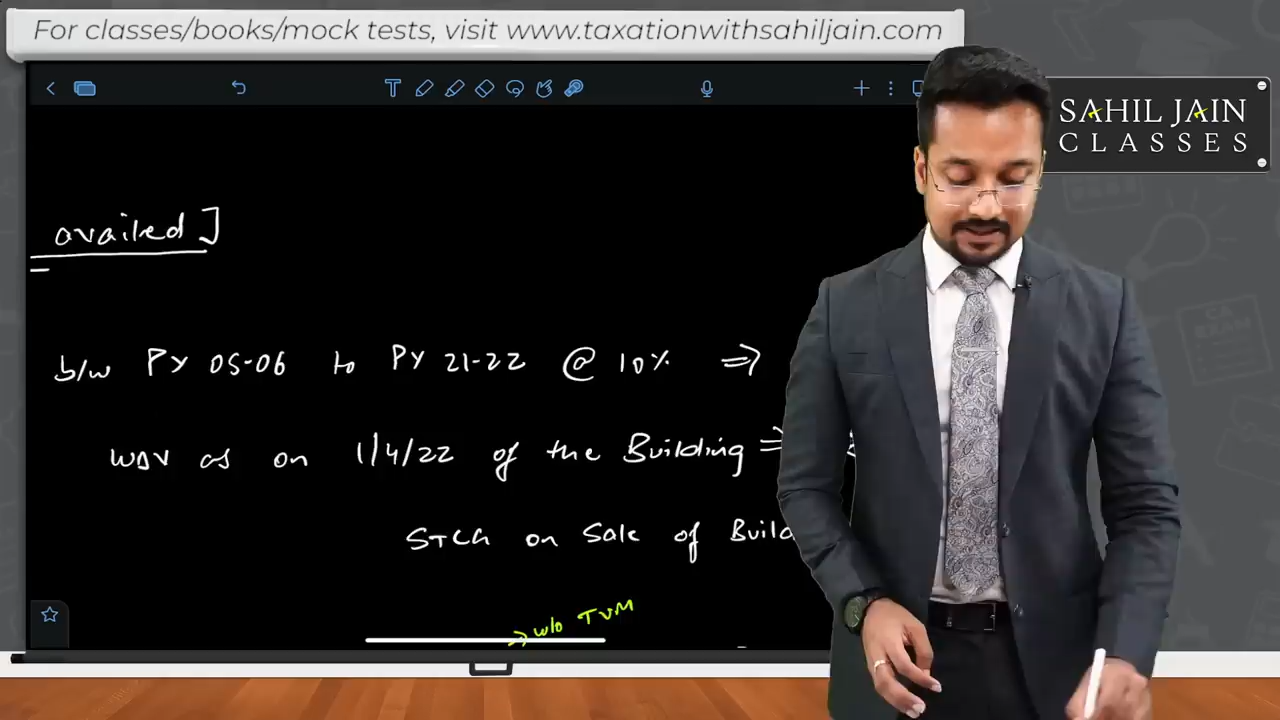 For classes/books/mock tests, visit www.taxationwithsahiljain.com
SAHIL JAIN
CLASSES
availed ]
b/w PY 05-06 to PY 21-22 @ 10% ⇒
WDV as on 1/4/22 of the Building ⇒
STCG on Sale of
→ w/o TVM